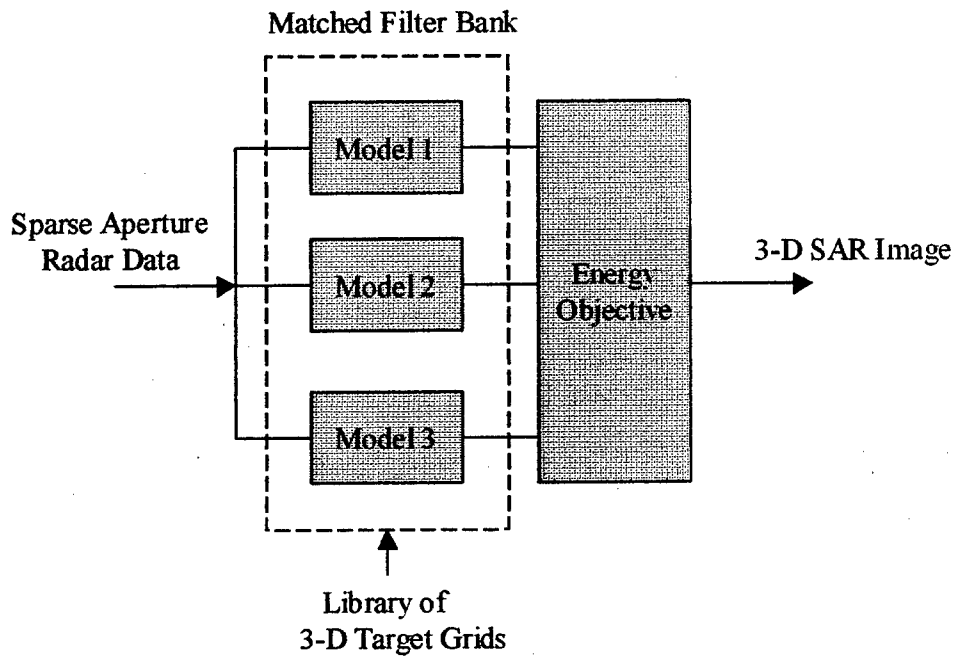 Matched Filter Bank
Model 1
Sparse Aperture
Radar Data
Model 2
Energy
Objective
3-D SAR Image
Model 3
Library of
3-D Target Grids